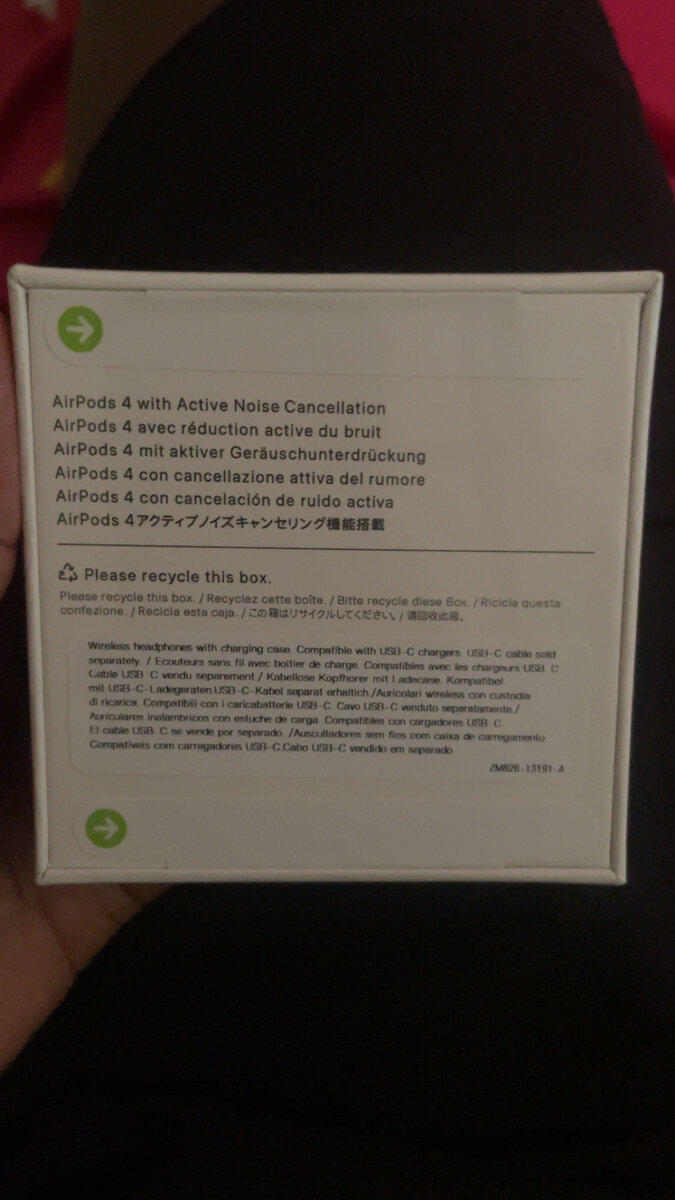 AirPods 4 with Active Noise Cancellation
AirPods 4 avec réduction active du bruit
AirPods 4 mit aktiver Geräuschunterdrückung
AirPods 4 con cancellazione attiva del rumore
AirPods 4 con cancelación de ruido activa
AirPods 4アクティブノイズキャンセリング機能搭載
Please recycle this box.
Please recycle this box. / Recyclez cette boîte. / Bitte recycle diese Box. / Ricicla questa
confezione. / Recicla esta caja. / この箱はリサイクルしてください。/ 请回收此箱。
Wireless headphones with charging case. Compatible with USB-C chargers. USB-C cable sold
separately. / Ecouteurs sans fil avec boitier de charge. Compatibles avec les chargeurs USB C
Cable USB C vendu separement / Kabellose Kopfhorer mit Ladecase. Kompatibel
mit USB-C-Ladegeraten.USB-C-Kabel separat erhaltich./Auricolari wireless con custodia
di ricarica. Compatibili con i caricabatterie USB-C. Cavo USB-C venduto separatamente./
Auriculares inalambricos con estuche de carga. Compatibles con cargadores USB-C
El cable USB C se vende por separado. /Auscultadores sem fios com caixa de carregamento
Compativeis com carregadores USB-C.Cabo USB-C vendido em separado
ZM826-13191-A